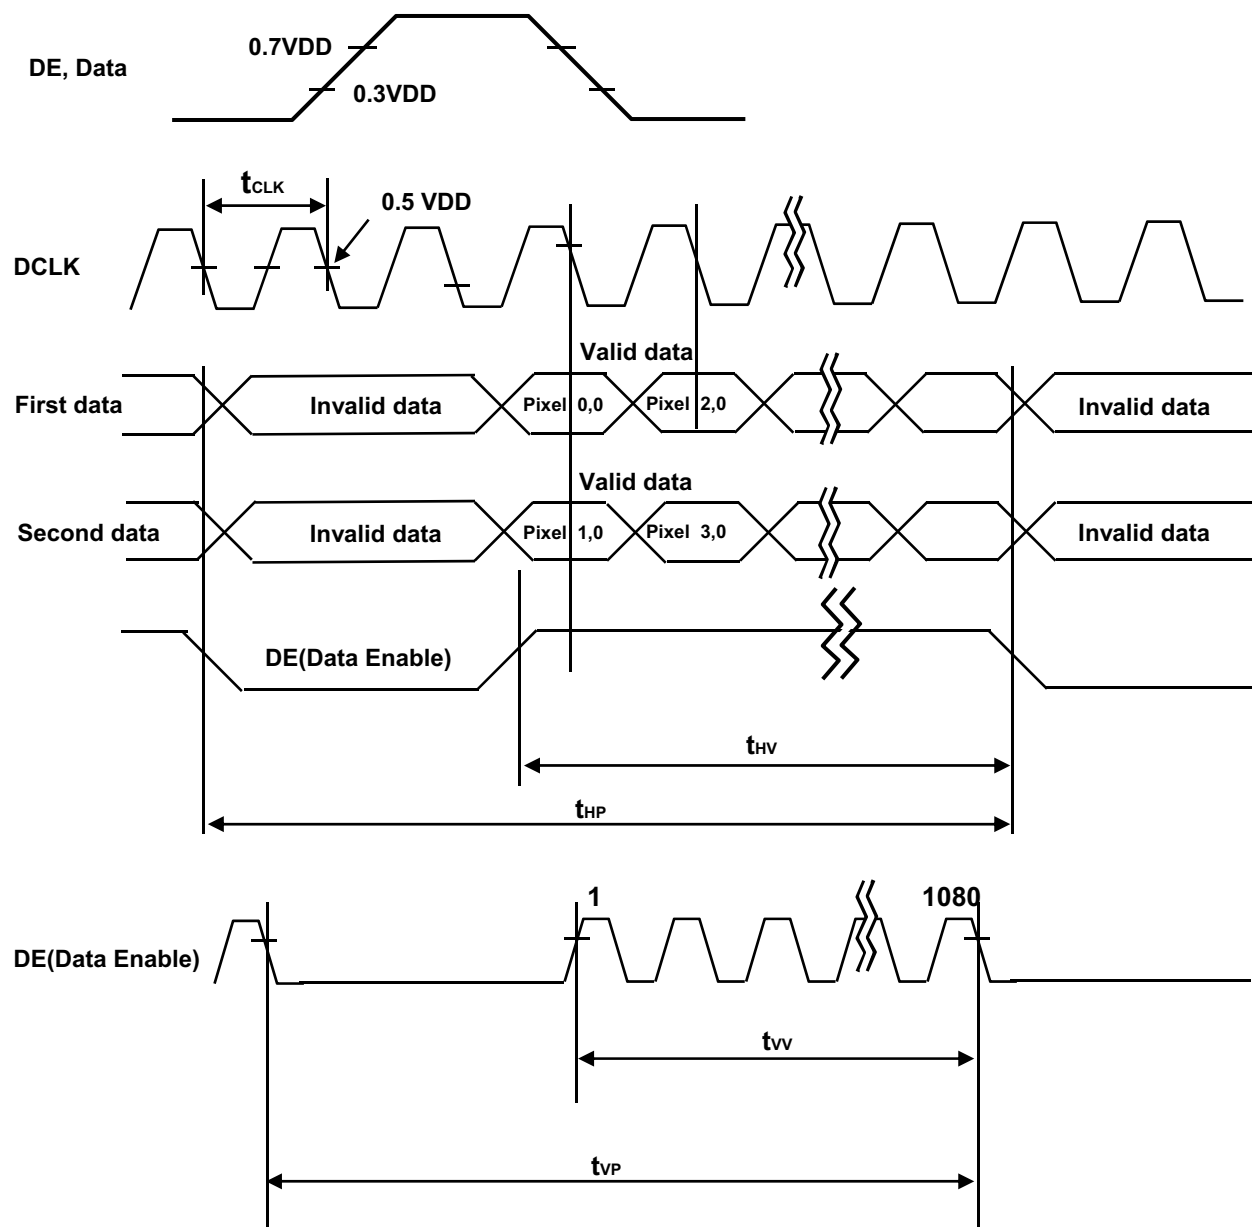 0.7VDD
DE, Data
0.3VDD
tCLK
0.5 VDD
DCLK
Valid data
First data
Invalid data
Pixel 0,0
Pixel 2,0
Invalid data
Valid data
Second data
Invalid data
Pixel 1,0
Pixel 3,0
Invalid data
DE(Data Enable)
tHV
tHP
1
1080
DE(Data Enable)
tVV
tVP